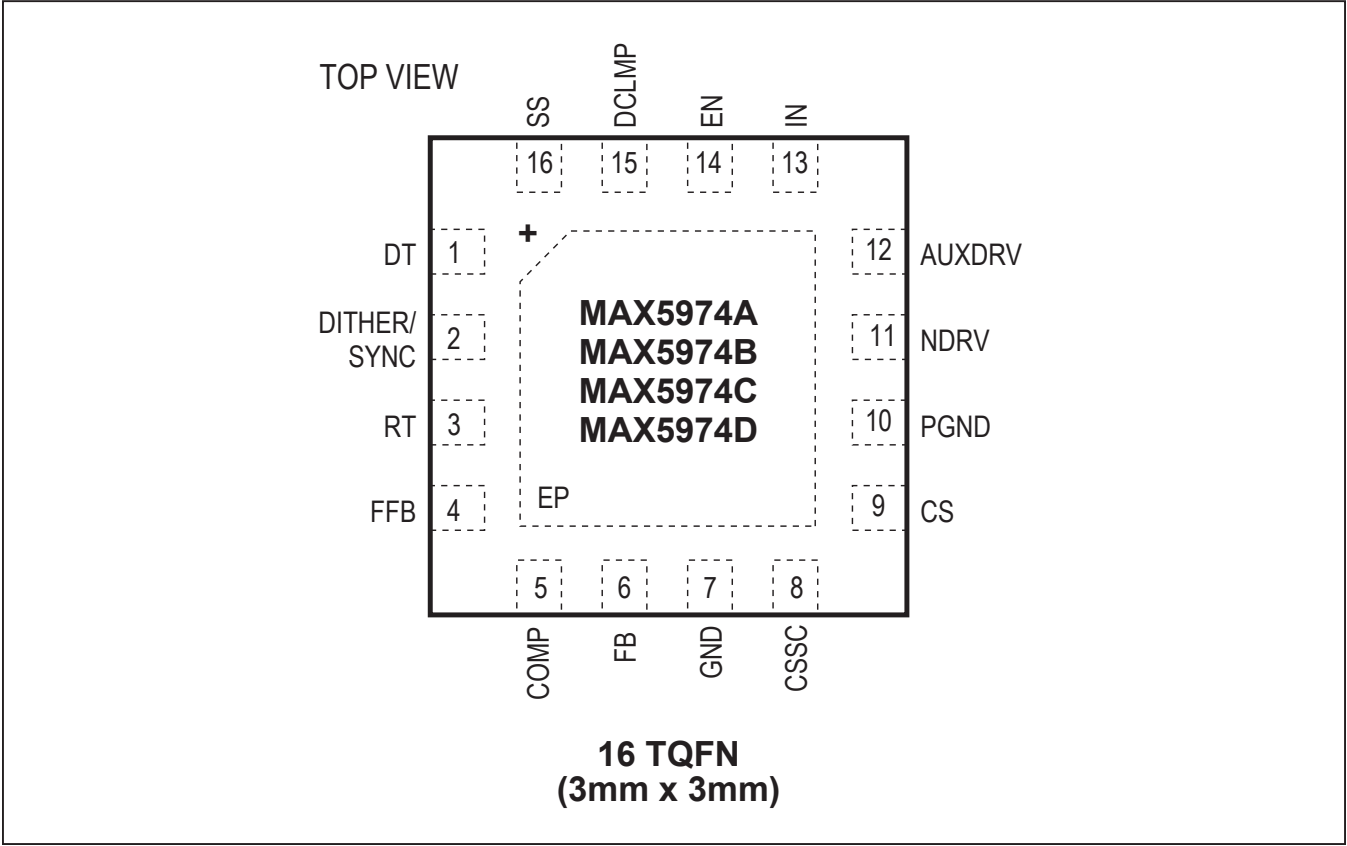 TOP VIEW
SS
DCLMP
EN
IN
16
15
14
13
+
DT
1
12
AUXDRV
DITHER/
SYNC
2
11
NDRV
RT
3
10
PGND
FFB
4
9
CS
MAX5974A
MAX5974B
MAX5974C
MAX5974D
EP
5
6
7
8
COMP
FB
GND
CSSC
16 TQFN
(3mm x 3mm)